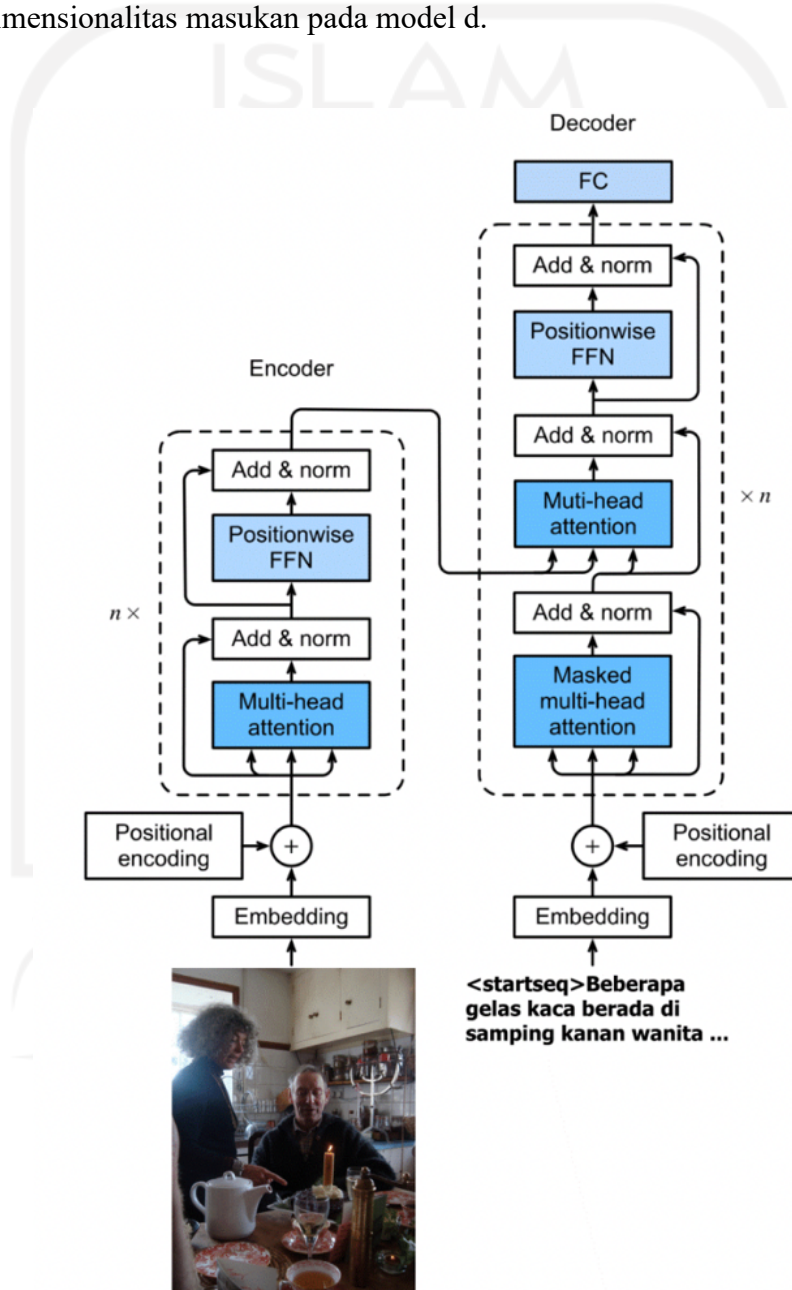 mensionalitas masukan pada model d.
ISLAM
Decoder
FC
Add & norm
Positionwise
FFN
Add & norm
Muti-head
attention
× n
Add & norm
Masked
multi-head
attention
Positional
encoding
+
Embedding
<startseq>Beberapa
gelas kaca berada di
samping kanan wanita ...
Encoder
Add & norm
Positionwise
FFN
n ×
Add & norm
Multi-head
attention
Positional
encoding
+
Embedding